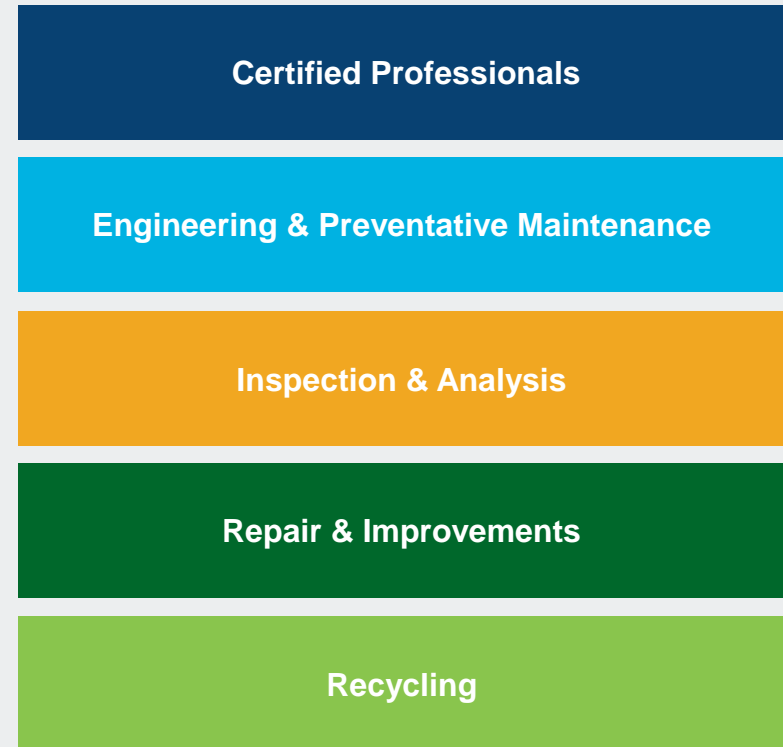 Certified Professionals
Engineering & Preventative Maintenance
Inspection & Analysis
Repair & Improvements
Recycling